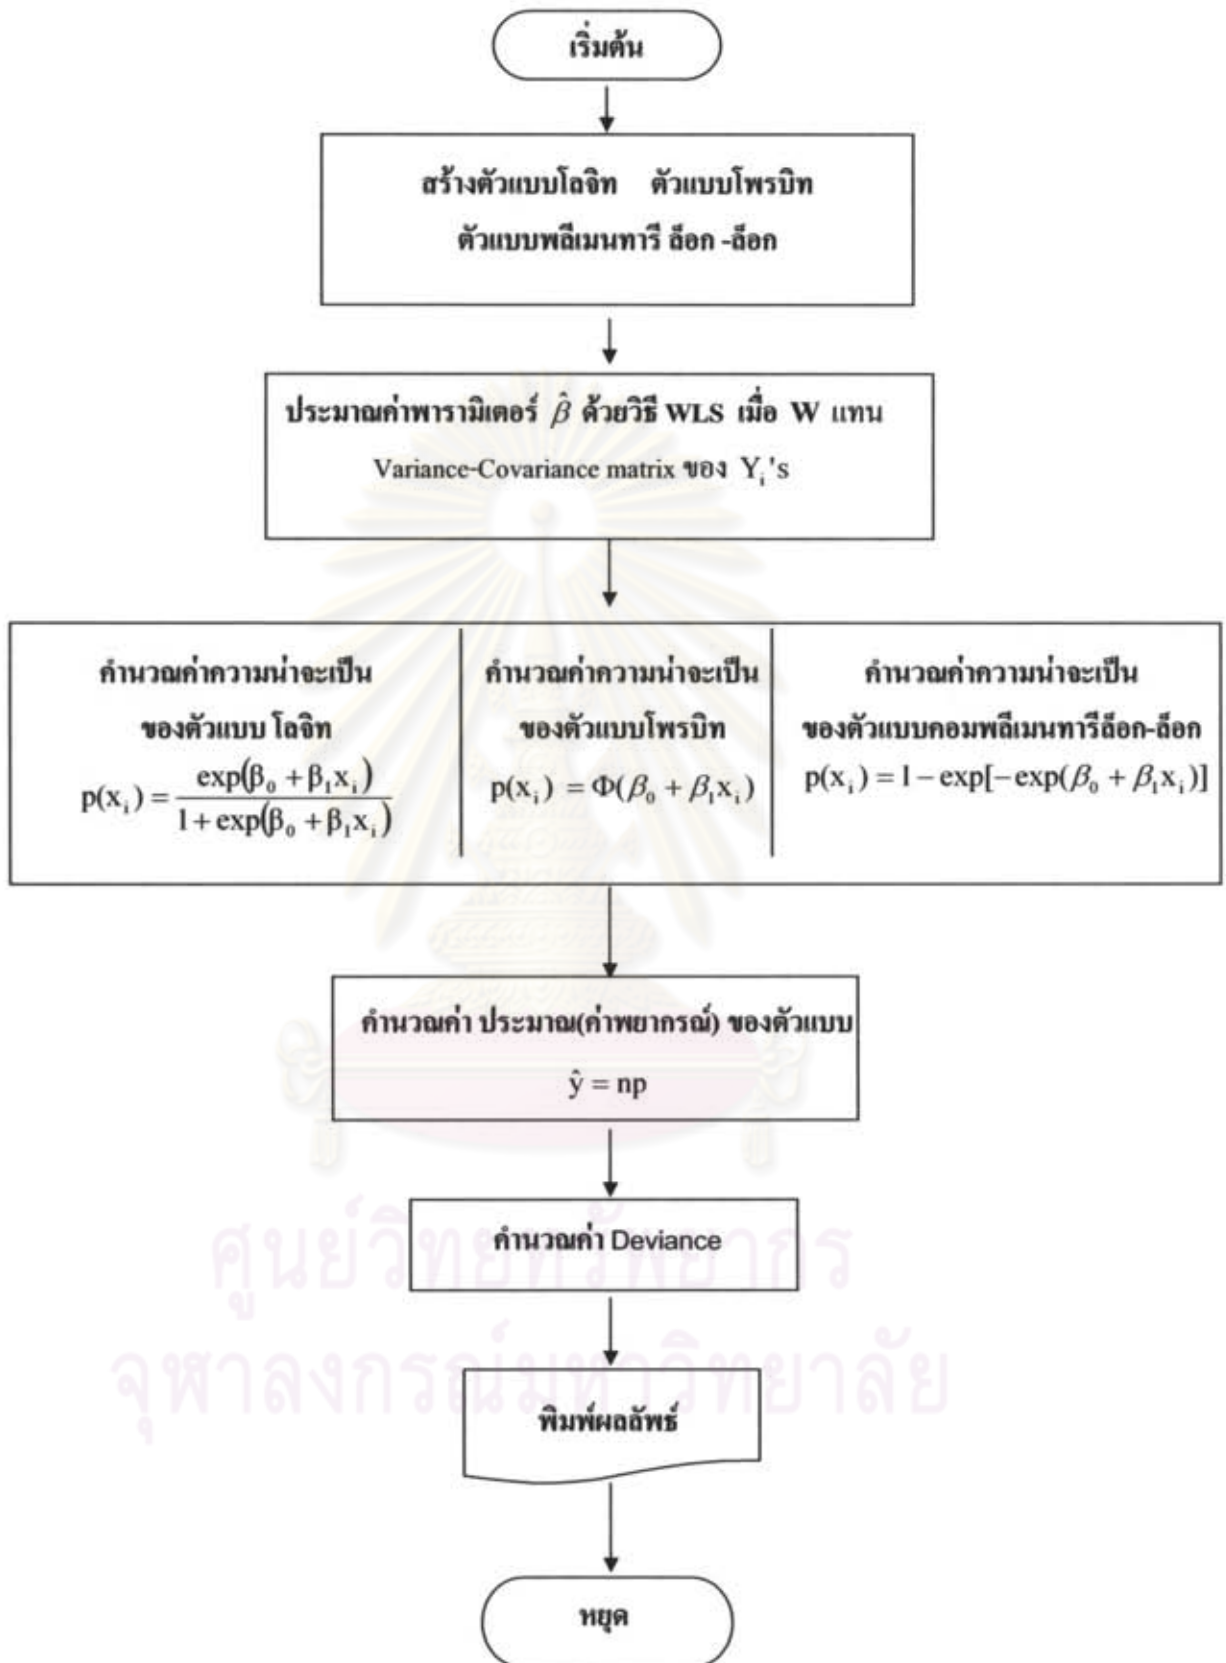 เริ่มต้น
สร้างตัวแบบโลจิท ตัวแบบโพรบิท
ตัวแบบพลีเมนทารี ล็อก -ล็อก
ประมาณค่าพารามิเตอร์ β̂ ด้วยวิธี WLS เมื่อ W แทน
Variance-Covariance matrix ของ Yᵢ's
คำนวณค่าความน่าจะเป็น
ของตัวแบบ โลจิท
p(xᵢ) = exp(β₀ + β₁xᵢ) / 1 + exp(β₀ + β₁xᵢ)
คำนวณค่าความน่าจะเป็น
ของตัวแบบโพรบิท
p(xᵢ) = Φ(β₀ + β₁xᵢ)
คำนวณค่าความน่าจะเป็น
ของตัวแบบคอมพลีเมนทารีล็อก-ล็อก
p(xᵢ) = 1 − exp[−exp(β₀ + β₁xᵢ)]
คำนวณค่า ประมาณ(ค่าพยากรณ์) ของตัวแบบ
ŷ = np
คำนวณค่า Deviance
ศูนย์วิทยทรัพยากร
จุฬาลงกรณ์มหาวิทยาลัย
พิมพ์ผลลัพธ์
หยุด